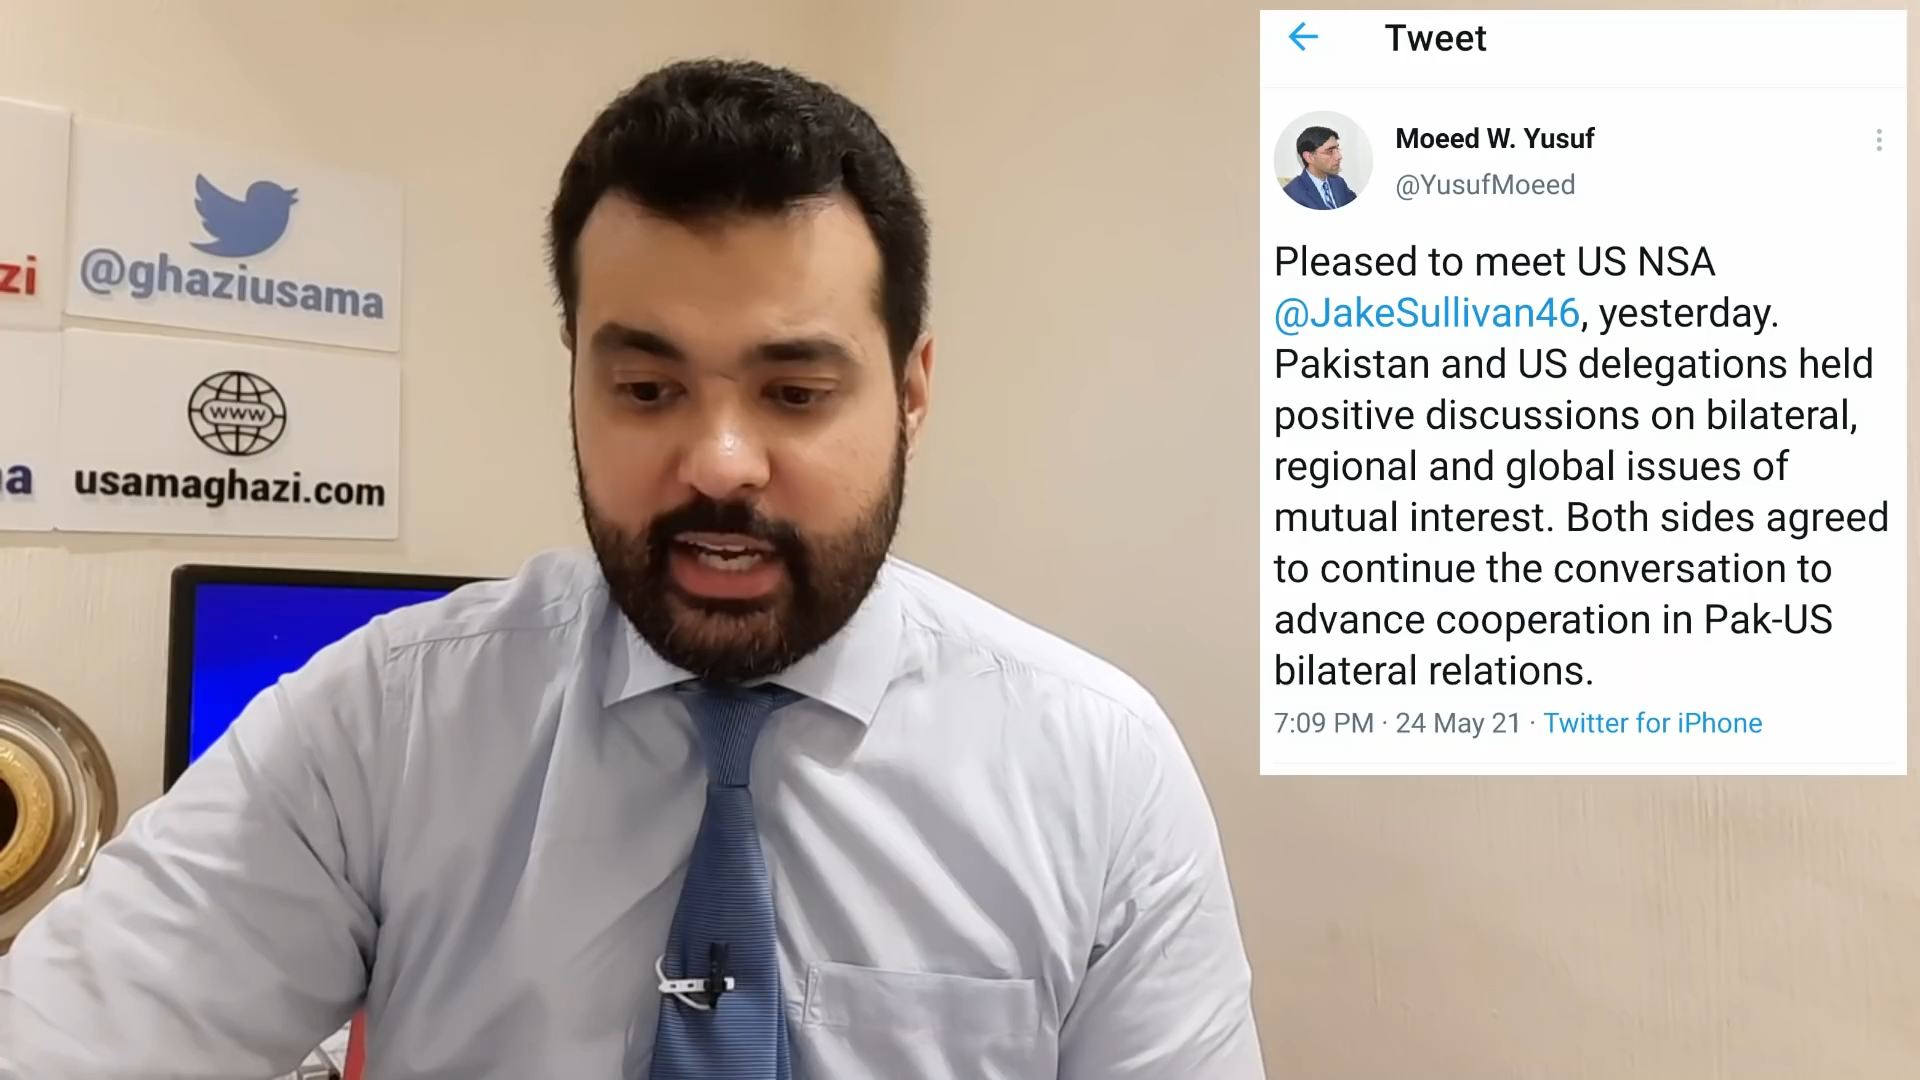 zi
@ghaziusama
a
www
usamaghazi.com
Tweet
Moeed W. Yusuf
@YusufMoeed
Pleased to meet US NSA
@JakeSullivan46, yesterday.
Pakistan and US delegations held
positive discussions on bilateral,
regional and global issues of
mutual interest. Both sides agreed
to continue the conversation to
advance cooperation in Pak-US
bilateral relations.
7:09 PM · 24 May 21 · Twitter for iPhone